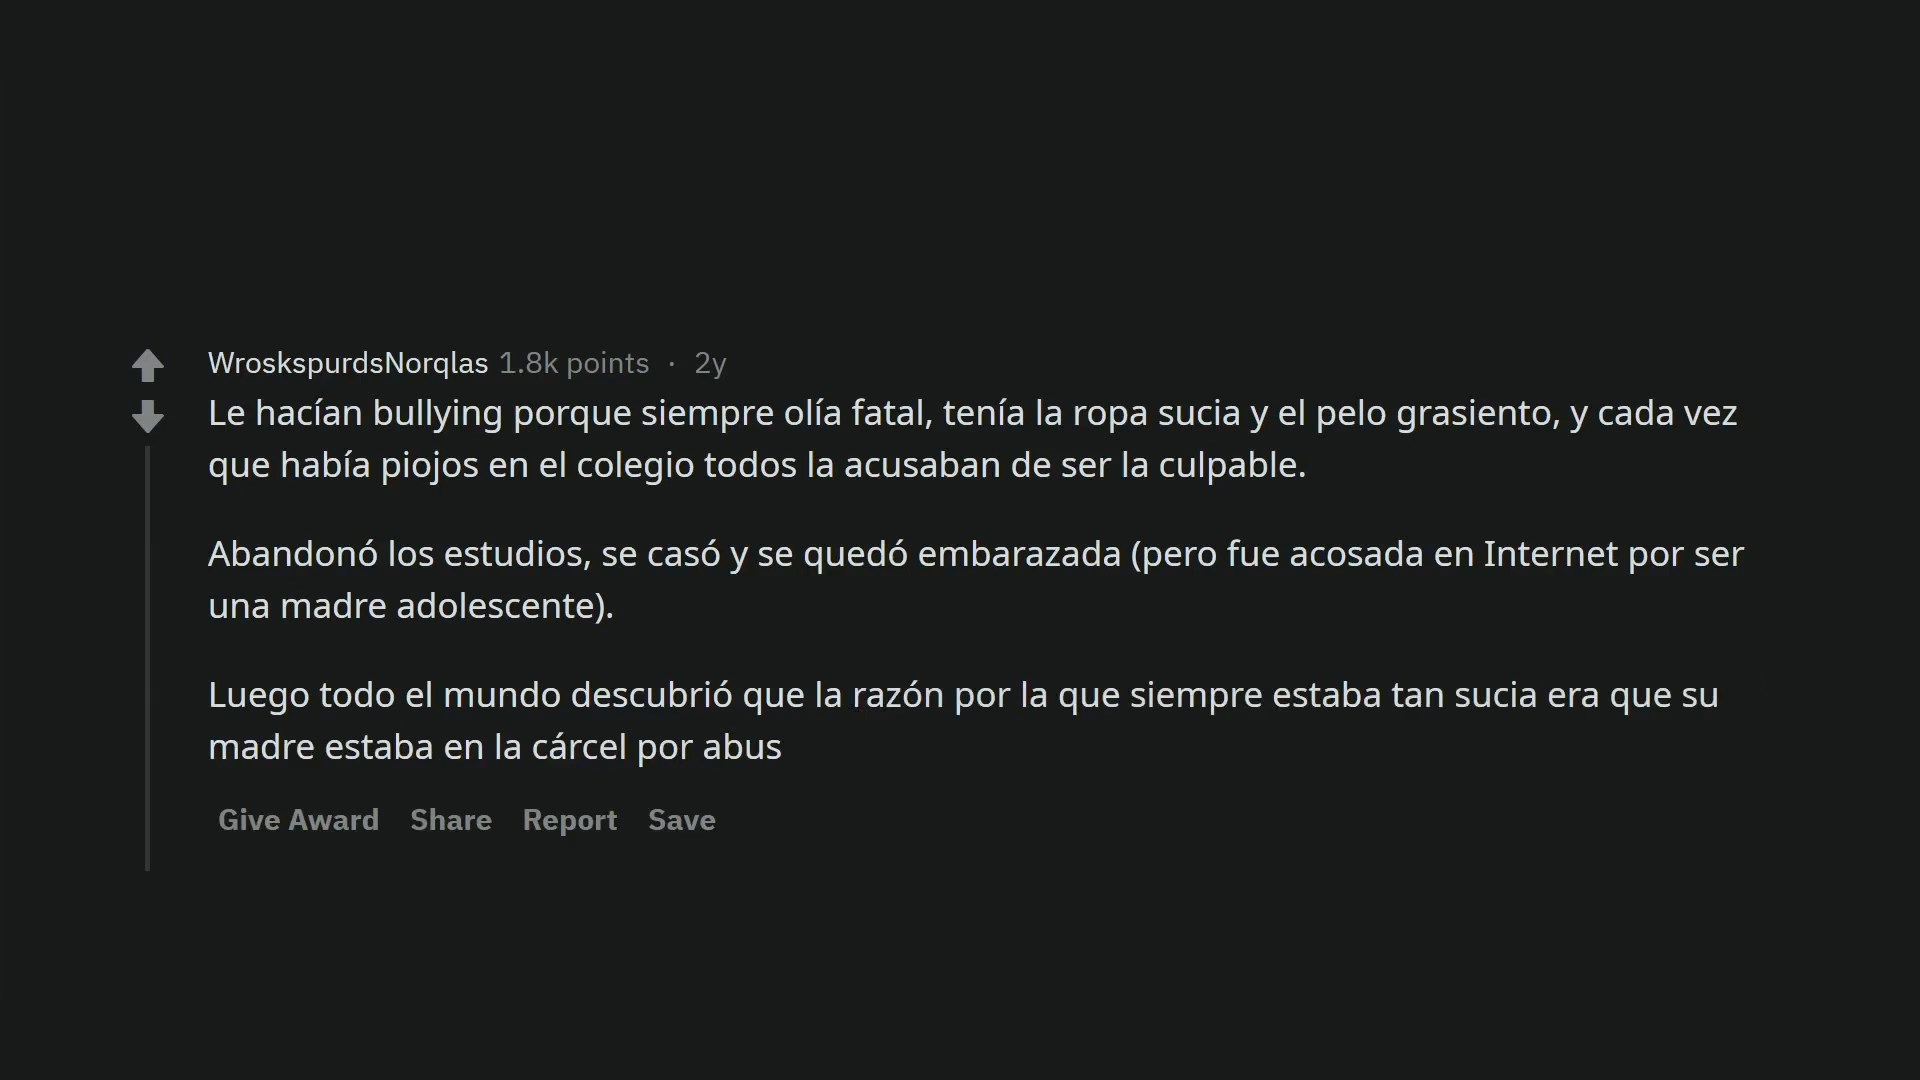 WroskspurdsNorqlas 1.8k points · 2y
Le hacían bullying porque siempre olía fatal, tenía la ropa sucia y el pelo grasiento, y cada vez
que había piojos en el colegio todos la acusaban de ser la culpable.
Abandonó los estudios, se casó y se quedó embarazada (pero fue acosada en Internet por ser
una madre adolescente).
Luego todo el mundo descubrió que la razón por la que siempre estaba tan sucia era que su
madre estaba en la cárcel por abus
Give Award Share Report Save